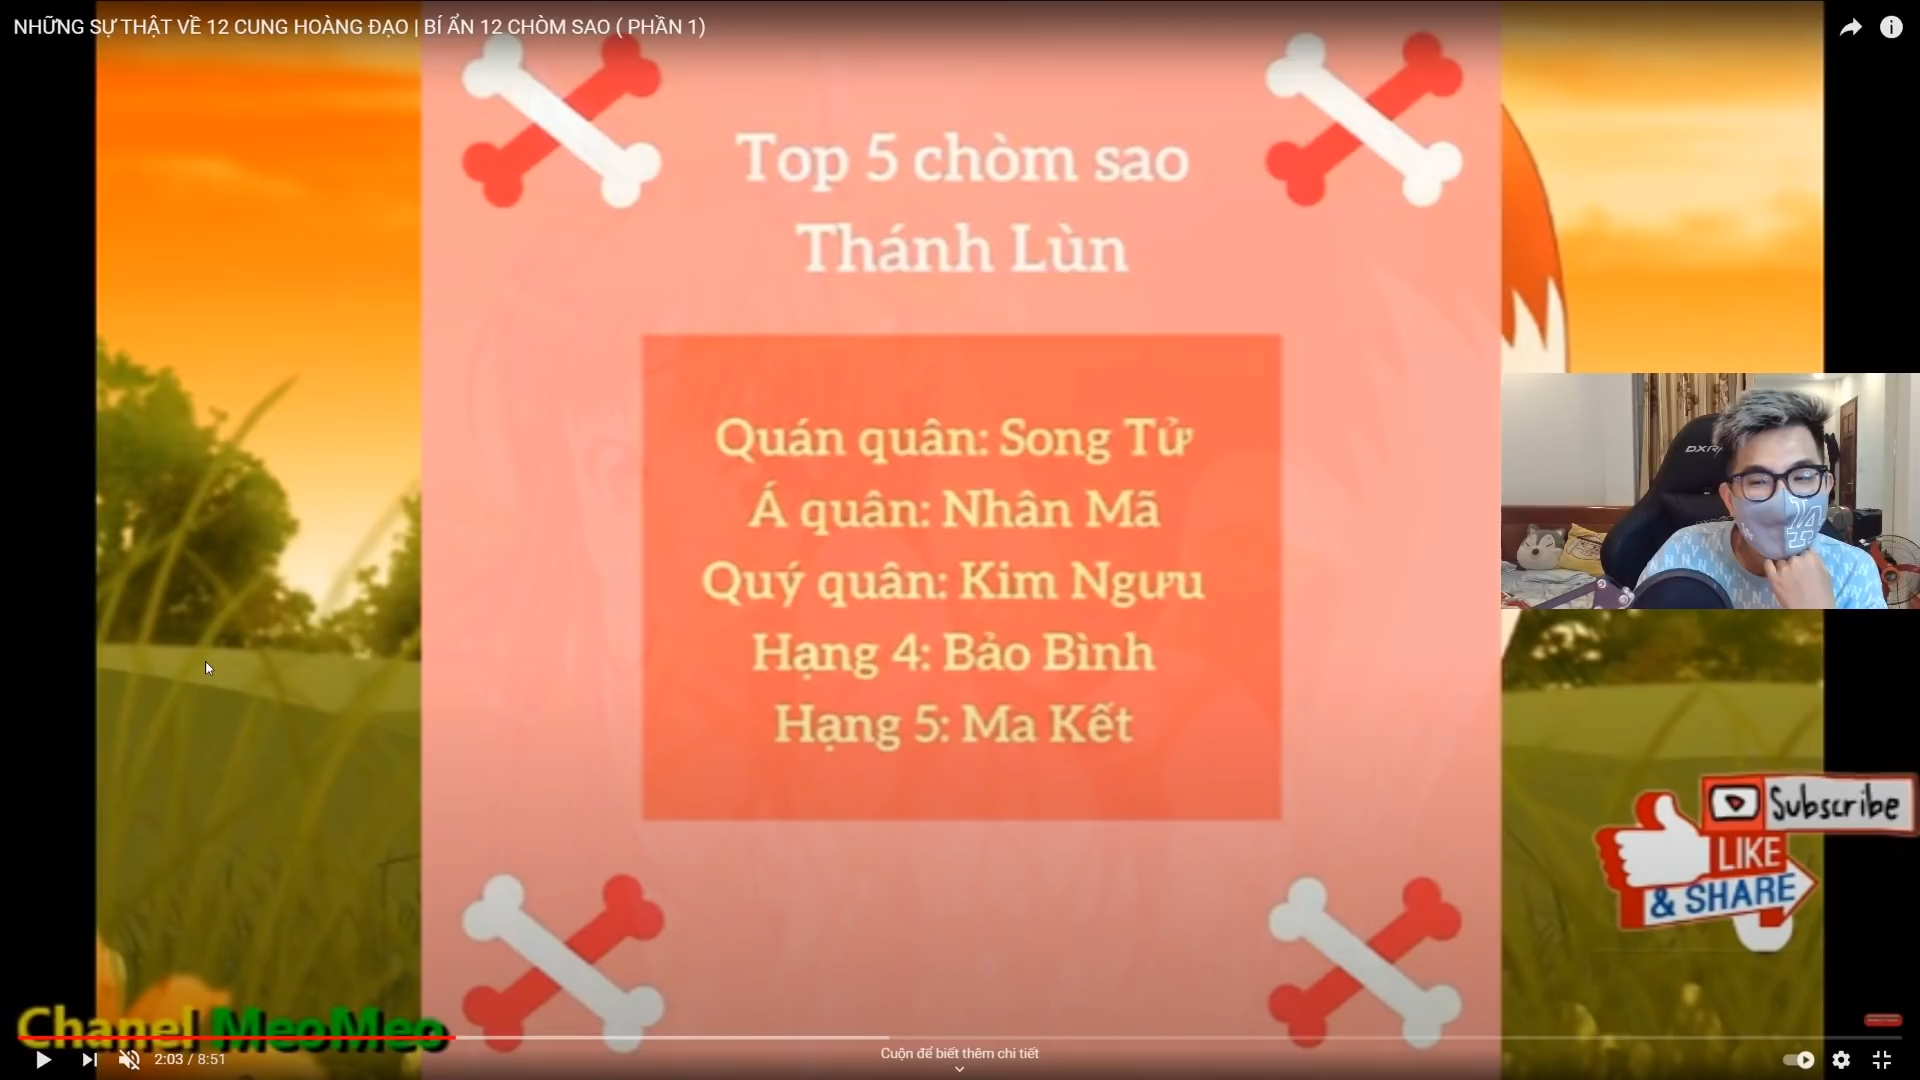 NHỮNG SỰ THẬT VỀ 12 CUNG HOÀNG ĐẠO | BÍ ẨN 12 CHÒM SAO ( PHẦN 1)
Top 5 chòm sao
Thánh Lùn
Quán quân: Song Tử
Á quân: Nhân Mã
Quý quân: Kim Ngưu
Hạng 4: Bảo Bình
Hạng 5: Ma Kết
DXR
LA
Subscribe
LIKE
& SHARE
Chanel MeoMeo
2:03 / 8:51
Cuộn để biết thêm chi tiết